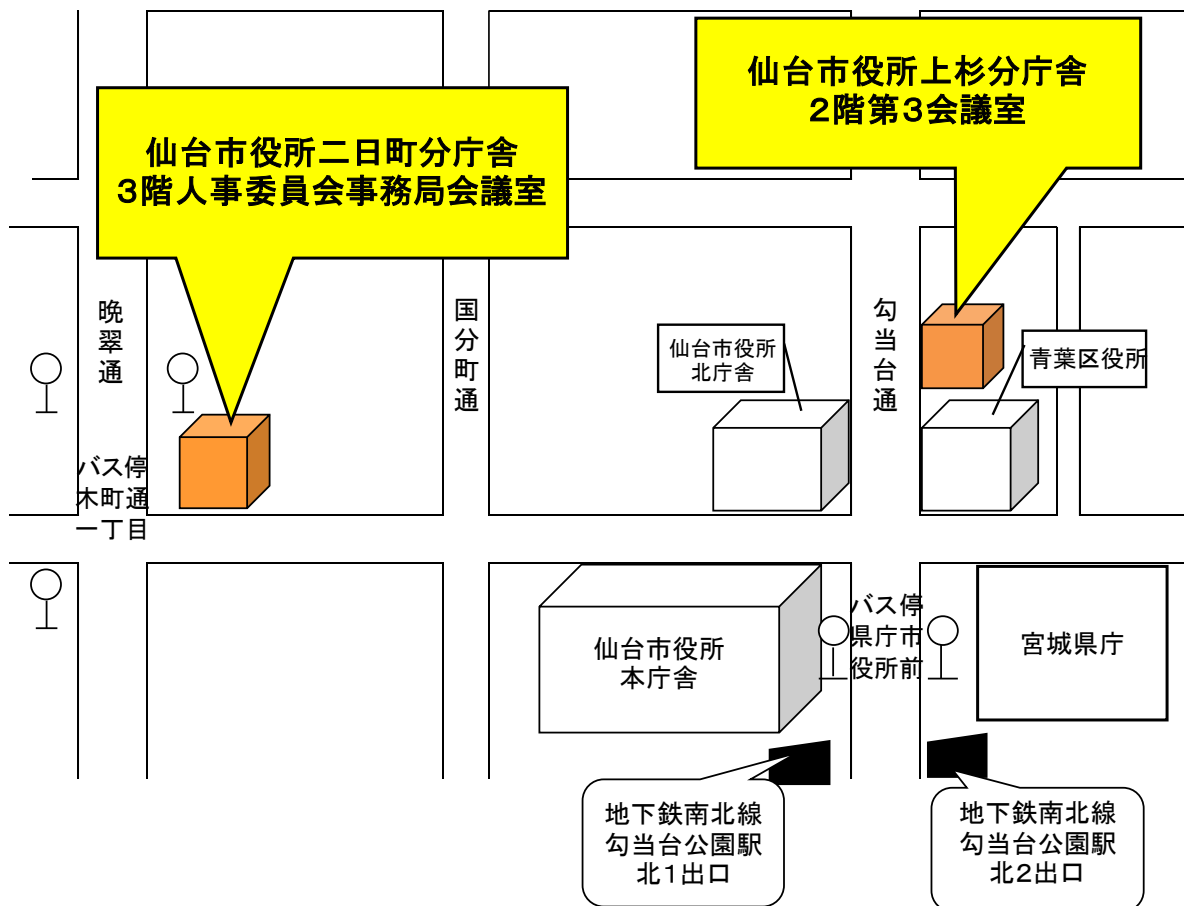 仙台市役所上杉分庁舎
2階第3会議室
仙台市役所二日町分庁舎
3階人事委員会事務局会議室
晩翠通
国分町通
勾当台通
仙台市役所
北庁舎
青葉区役所
バス停
木町通
一丁目
仙台市役所
本庁舎
バス停
県庁市
役所前
宮城県庁
地下鉄南北線
勾当台公園駅
北1出口
地下鉄南北線
勾当台公園駅
北2出口